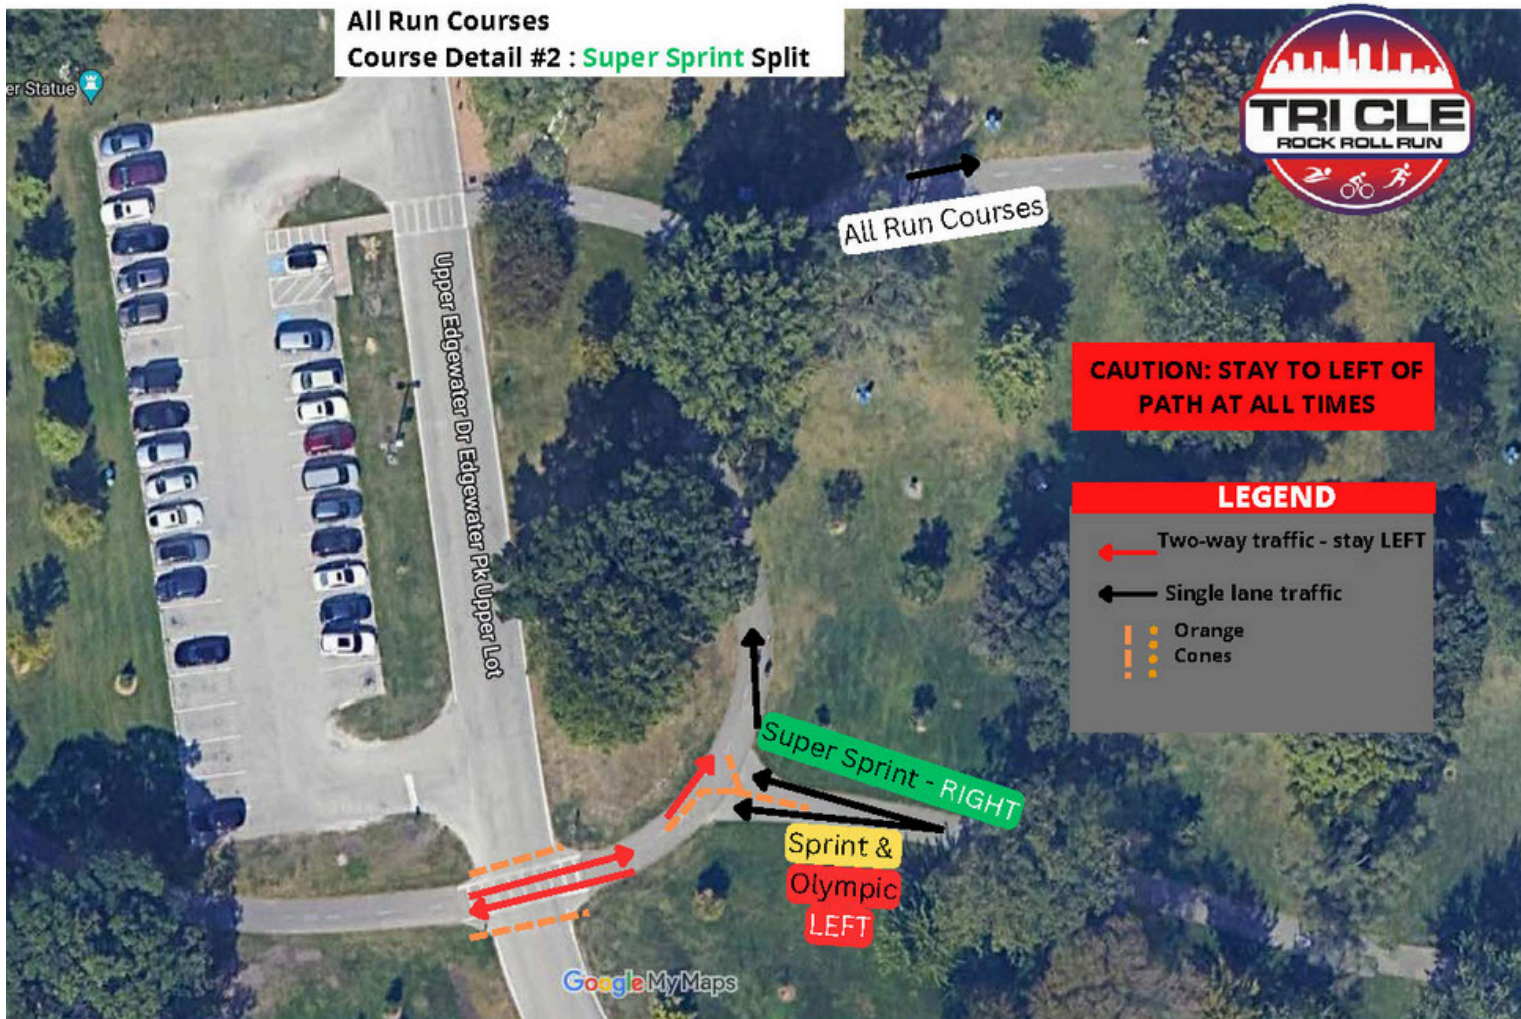 All Run Courses
Course Detail #2 : Super Sprint Split
er Statue
TRI CLE
ROCK ROLL RUN
All Run Courses
Upper Edgewater Dr Edgewater Pk Upper Lot
CAUTION: STAY TO LEFT OF
PATH AT ALL TIMES
LEGEND
Two-way traffic - stay LEFT
Single lane traffic
Orange
Cones
Super Sprint - RIGHT
Sprint &
Olympic
LEFT
Google My Maps